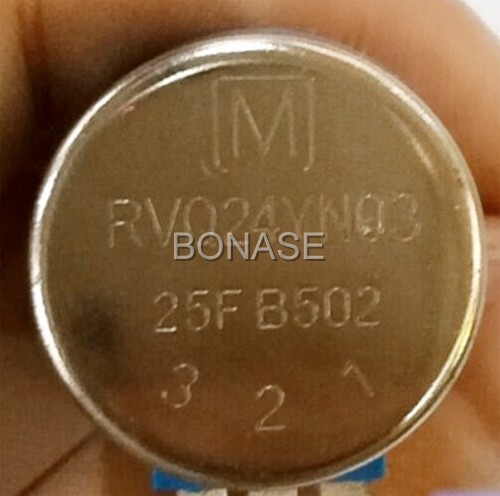 M
RV024YN03
BONASE
25F B502
3 2 1